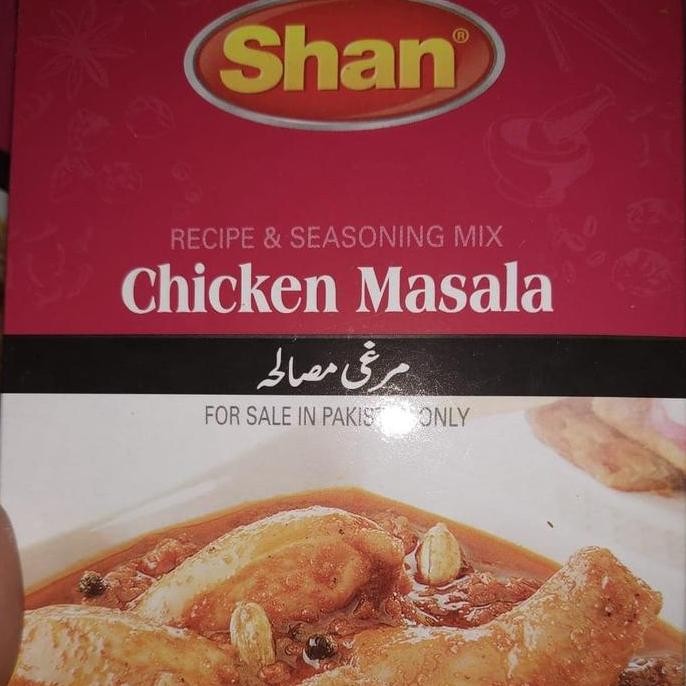 Shan®
RECIPE & SEASONING MIX
Chicken Masala
مرغی مصالحہ
FOR SALE IN ONLY